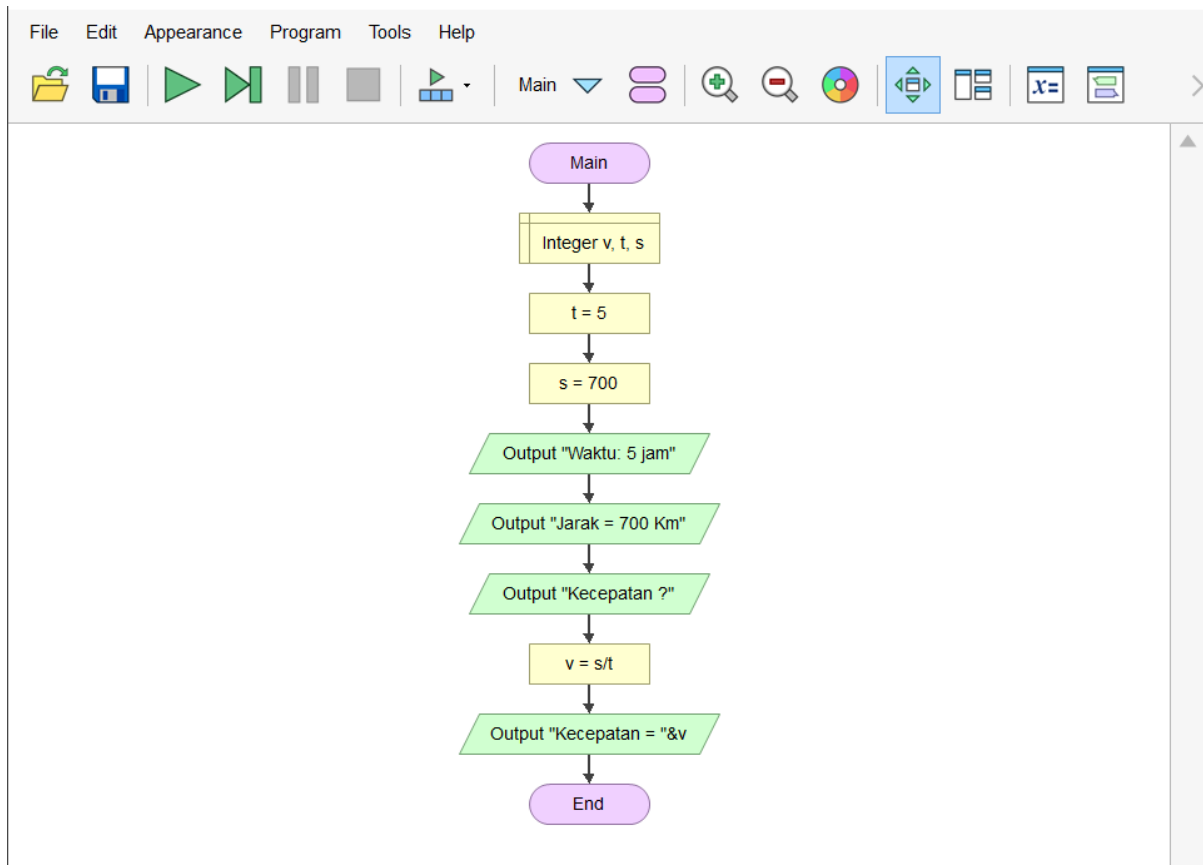 File Edit Appearance Program Tools Help
Main
x=
Main
Integer v, t, s
t = 5
s = 700
Output "Waktu: 5 jam"
Output "Jarak = 700 Km"
Output "Kecepatan ?"
v = s/t
Output "Kecepatan = "&v
End